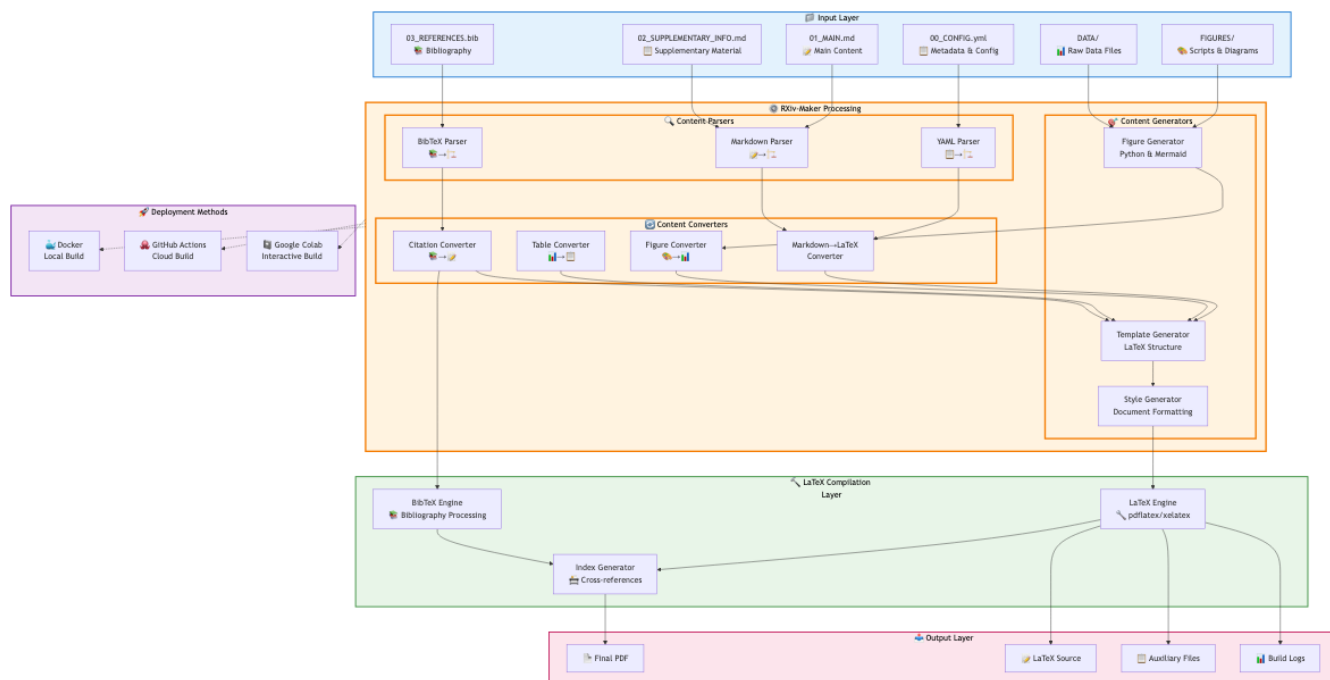 Input Layer
03_REFERENCES.bib
Bibliography
02_SUPPLEMENTARY_INFO.md
Supplementary Material
01_MAIN.md
Main Content
00_CONFIG.yml
Metadata & Config
DATA/
Raw Data Files
FIGURES/
Scripts & Diagrams
RXiv-Maker Processing
Content Parsers
BibTeX Parser
→
Markdown Parser
→
YAML Parser
→
Content Generators
Figure Generator
Python & Mermaid
Deployment Methods
Docker
Local Build
GitHub Actions
Cloud Build
Google Colab
Interactive Build
Content Converters
Citation Converter
→
Table Converter
→
Figure Converter
→
Markdown→LaTeX
Converter
Template Generator
LaTeX Structure
Style Generator
Document Formatting
LaTeX Compilation
Layer
BibTeX Engine
Bibliography Processing
LaTeX Engine
pdflatex/xelatex
Index Generator
Cross-references
Output Layer
Final PDF
LaTeX Source
Auxiliary Files
Build Logs